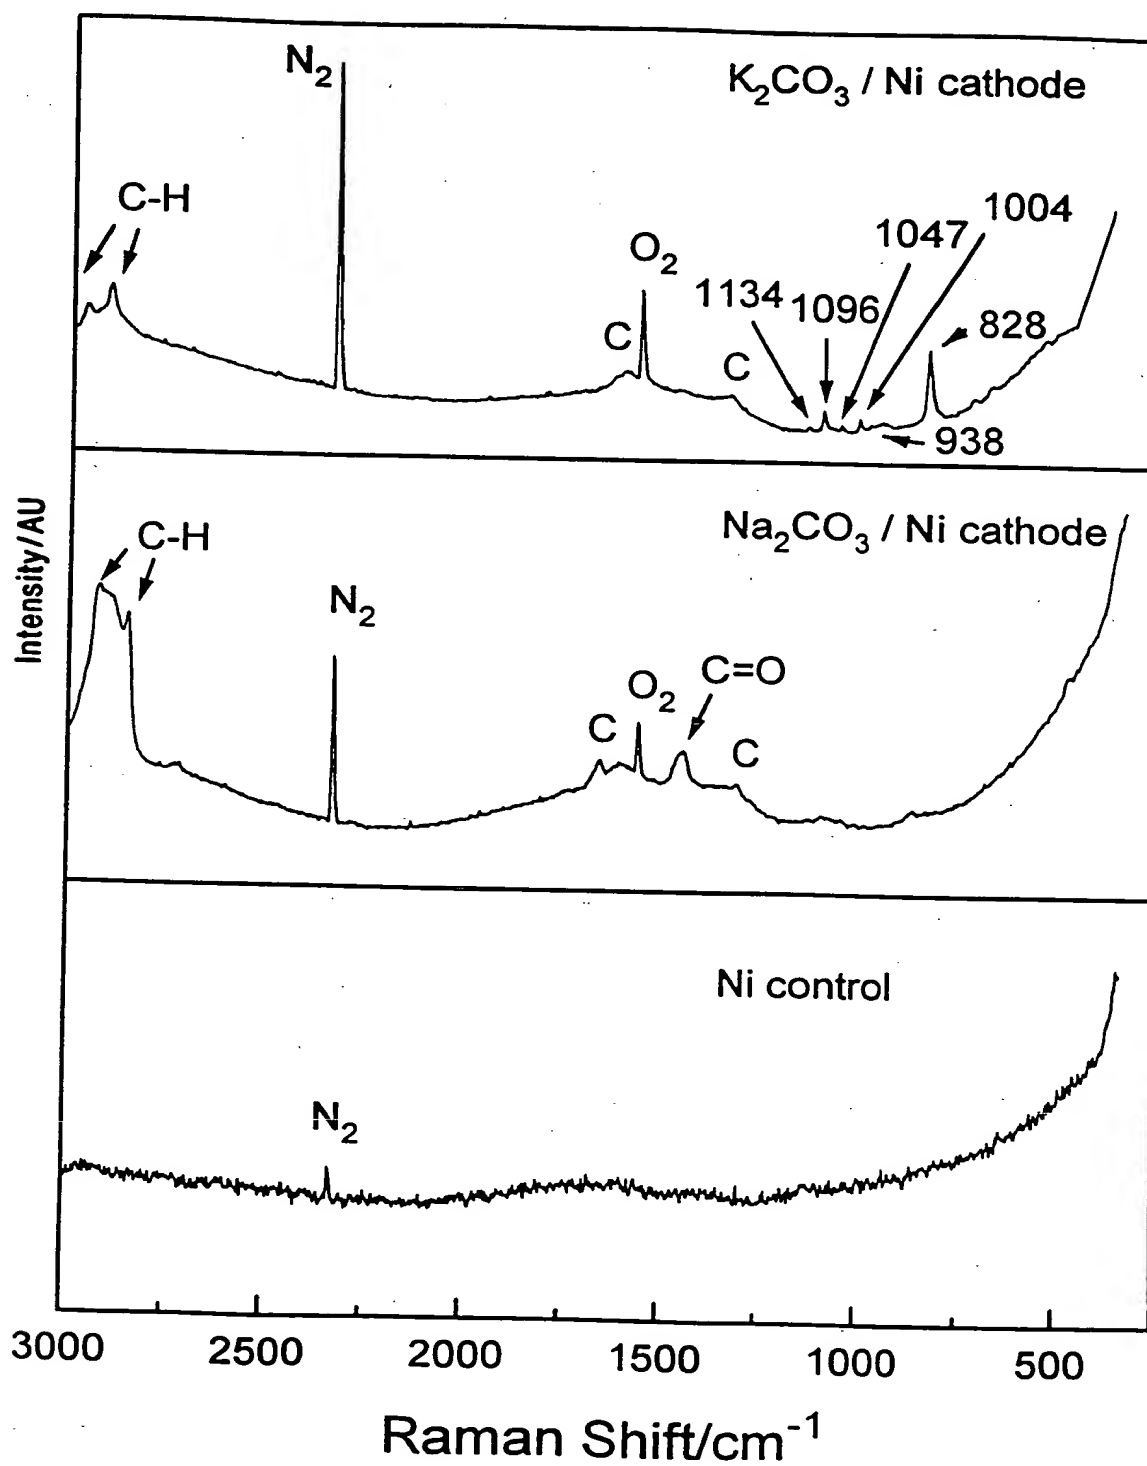 N₂
K₂CO₃ / Ni cathode
C-H
O₂
1004
1047
1134
1096
C
C
828
938
Na₂CO₃ / Ni cathode
C-H
N₂
C=O
O₂
C
C
Intensity/AU
Ni control
N₂
3000 2500 2000 1500 1000 500
Raman Shift/cm⁻¹